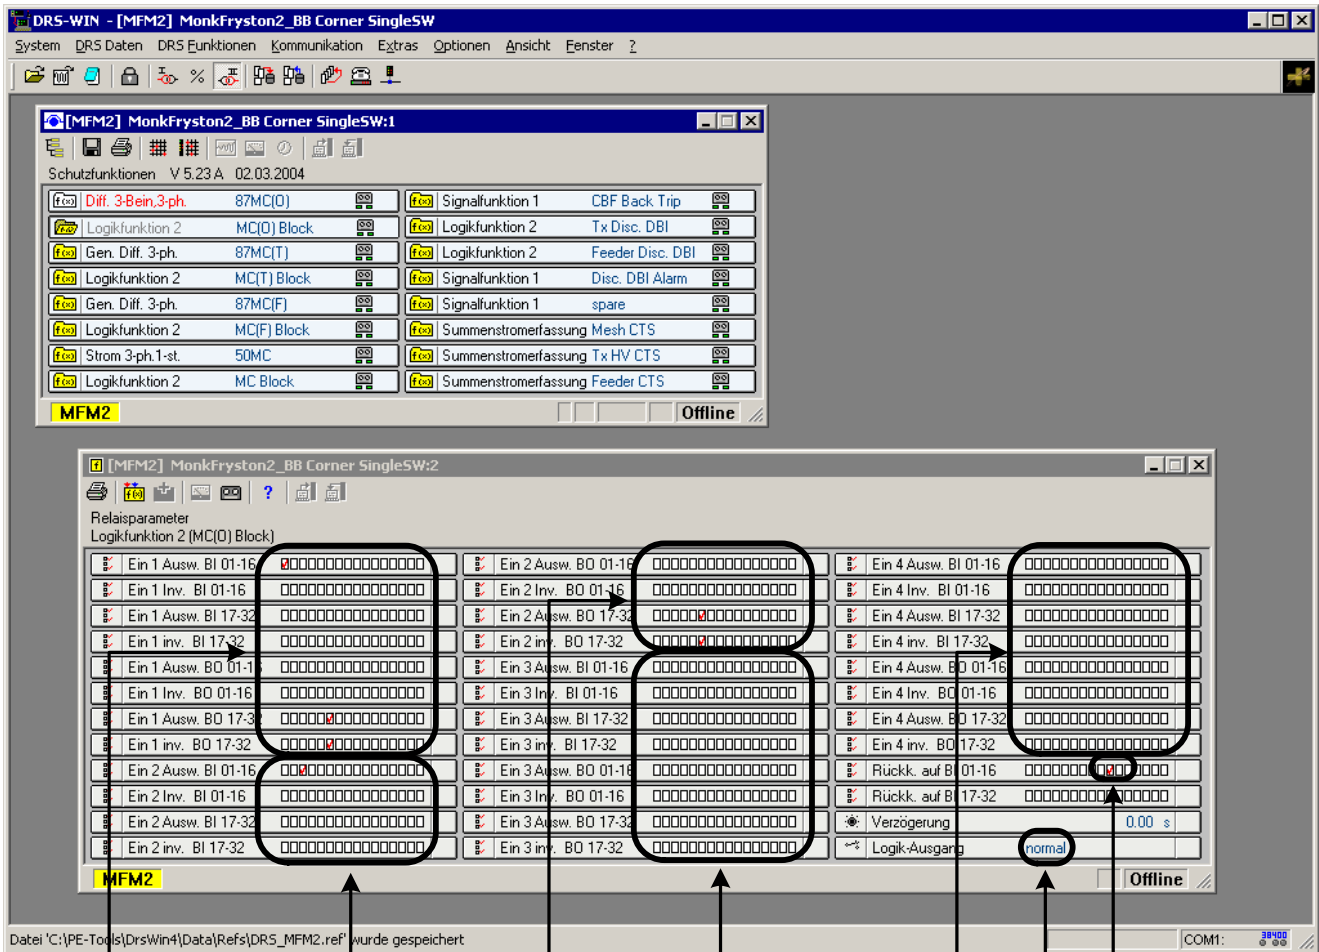 DRS-WIN - [MFM2] MonkFryston2_BB Corner SingleSW
System DRS Daten DRS Funktionen Kommunikation Extras Optionen Ansicht Fenster ?
[MFM2] MonkFryston2_BB Corner SingleSW:1
Schutzfunktionen V 5.23 A 02.03.2004
Diff. 3-Bein,3-ph. 87MC(O) Signalfunktion 1 CBF Back Trip
Logikfunktion 2 MC(O) Block Logikfunktion 2 Tx Disc. DBI
Gen. Diff. 3-ph. 87MC(T) Logikfunktion 2 Feeder Disc. DBI
Logikfunktion 2 MC(T) Block Signalfunktion 1 Disc. DBI Alarm
Gen. Diff. 3-ph. 87MC(F) Signalfunktion 1 spare
Logikfunktion 2 MC(F) Block Summenstromerfassung Mesh CTS
Strom 3-ph.1-st. 50MC Summenstromerfassung Tx HV CTS
Logikfunktion 2 MC Block Summenstromerfassung Feeder CTS
MFM2 Offline
[MFM2] MonkFryston2_BB Corner SingleSW:2
Relaisparameter
Logikfunktion 2 (MC(O) Block)
Ein 1 Ausw. BI 01-16 Ein 2 Ausw. BO 01-16 Ein 4 Ausw. BI 01-16
Ein 1 Inv. BI 01-16 Ein 2 Inv. BO 01-16 Ein 4 Inv. BI 01-16
Ein 1 Ausw. BI 17-32 Ein 2 Ausw. BO 17-32 Ein 4 Ausw. BI 17-32
Ein 1 inv. BI 17-32 Ein 2 inv. BO 17-32 Ein 4 inv. BI 17-32
Ein 1 Ausw. BO 01-16 Ein 3 Ausw. BI 01-16 Ein 4 Ausw. BO 01-16
Ein 1 Inv. BO 01-16 Ein 3 Inv. BI 01-16 Ein 4 Inv. BO 01-16
Ein 1 Ausw. BO 17-32 Ein 3 Ausw. BI 17-32 Ein 4 Ausw. BO 17-32
Ein 1 inv. BO 17-32 Ein 3 inv. BI 17-32 Ein 4 inv. BO 17-32
Ein 2 Ausw. BI 01-16 Ein 3 Ausw. BO 01-16 Rückk. auf BI 01-16
Ein 2 Inv. BI 01-16 Ein 3 Inv. BO 01-16 Rückk. auf BI 17-32
Ein 2 Ausw. BI 17-32 Ein 3 Ausw. BO 17-32 Verzögerung 0.00 s
Ein 2 inv. BI 17-32 Ein 3 inv. BO 17-32 Logik-Ausgang normal
MFM2 Offline
Datei 'C:\PE-Tools\DrsWin4\Data\Refs\DRS_MFM2.ref' wurde gespeichert COM1: 38400